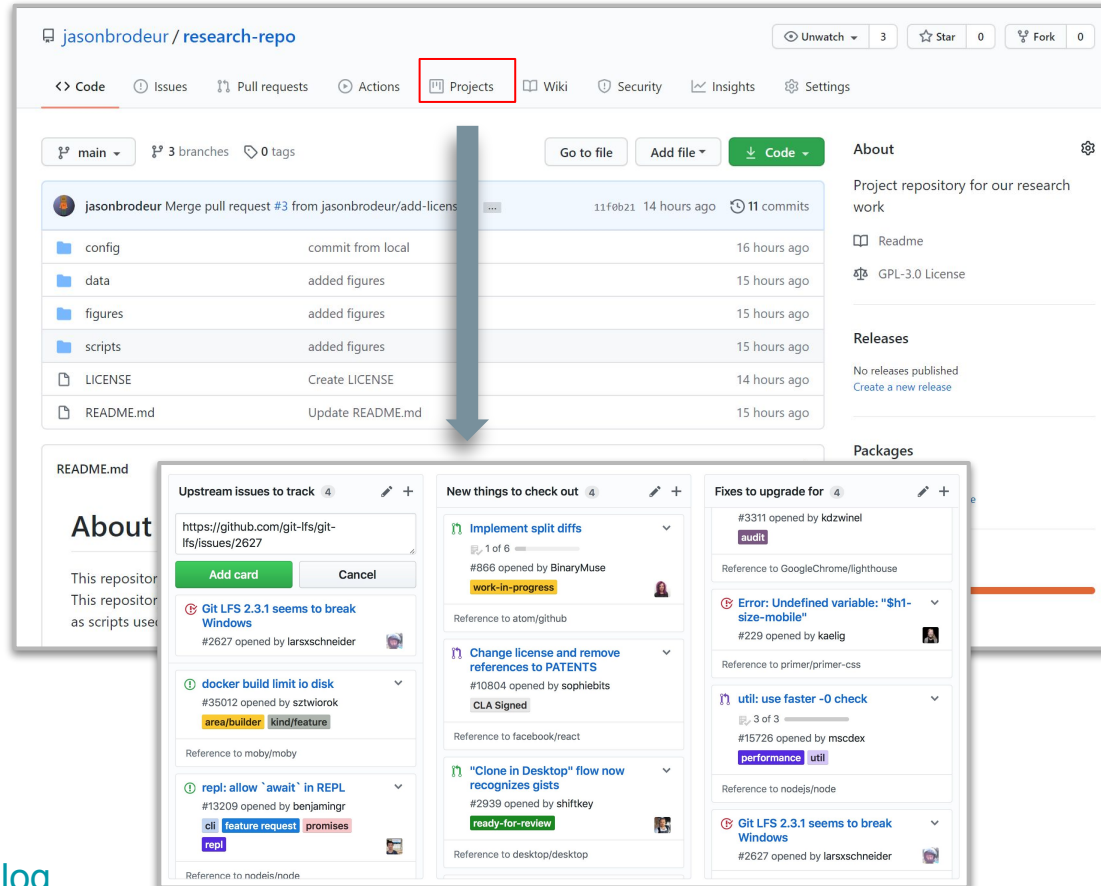 jasonbrodeur / research-repo
Unwatch 3 Star 0 Fork 0
Code Issues Pull requests Actions Projects Wiki Security Insights Settings
main 3 branches 0 tags Go to file Add file Code
jasonbrodeur Merge pull request #3 from jasonbrodeur/add-licens ... 11f0b21 14 hours ago 11 commits
config commit from local 16 hours ago
data added figures 15 hours ago
figures added figures 15 hours ago
scripts added figures 15 hours ago
LICENSE Create LICENSE 14 hours ago
README.md Update README.md 15 hours ago
About
Project repository for our research
work
Readme
GPL-3.0 License
Releases
No releases published
Create a new release
Packages
README.md
About
This repositor
This repositor
as scripts use
Upstream issues to track 4
https://github.com/git-lfs/git-
lfs/issues/2627
Add card Cancel
Git LFS 2.3.1 seems to break
Windows
#2627 opened by larsxschneider
docker build limit io disk
#35012 opened by sztwiorok
area/builder kind/feature
Reference to moby/moby
repl: allow `await` in REPL
#13209 opened by benjamingr
cli feature request promises
repl
Reference to nodejs/node
New things to check out 4
Implement split diffs
1 of 6
#866 opened by BinaryMuse
work-in-progress
Reference to atom/github
Change license and remove
references to PATENTS
#10804 opened by sophiebits
CLA Signed
Reference to facebook/react
"Clone in Desktop" flow now
recognizes gists
#2939 opened by shiftkey
ready-for-review
Reference to desktop/desktop
Fixes to upgrade for 4
#3311 opened by kdzwinel
audit
Reference to GoogleChrome/lighthouse
Error: Undefined variable: "$h1-
size-mobile"
#229 opened by kaelig
Reference to primer/primer-css
util: use faster -0 check
3 of 3
#15726 opened by mscdex
performance util
Reference to nodejs/node
Git LFS 2.3.1 seems to break
Windows
#2627 opened by larsxschneider
log